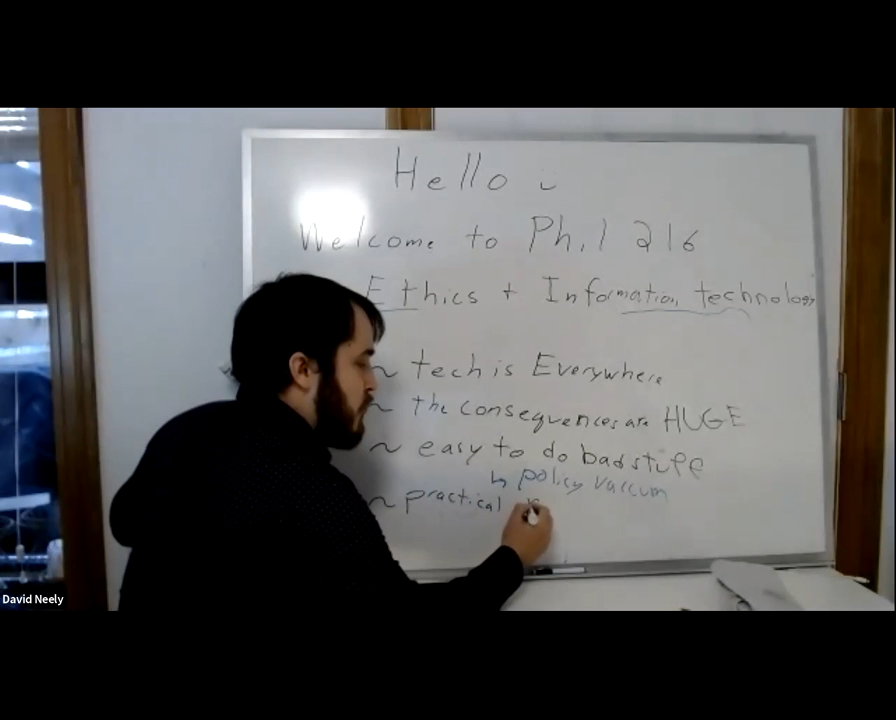 Hello
Welcome to Phil 216
Ethics + Information technology
~ tech is Everywhere
~ the consequences are HUGE
~ easy to do bad stuff
↳ policy vaccum
~ practical
David Neely